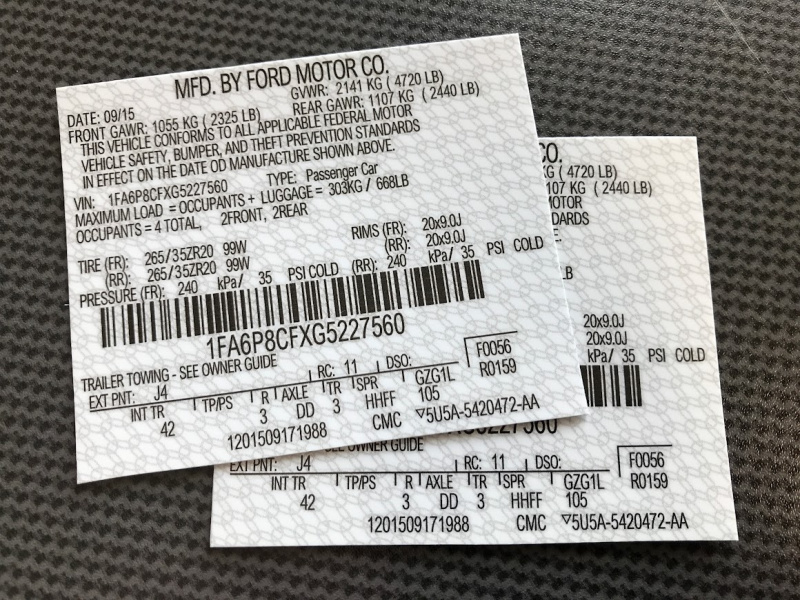 MFD. BY FORD MOTOR CO.
DATE: 09/15 GVWR: 2141 KG ( 4720 LB)
FRONT GAWR: 1055 KG ( 2325 LB) REAR GAWR: 1107 KG ( 2440 LB)
THIS VEHICLE CONFORMS TO ALL APPLICABLE FEDERAL MOTOR
VEHICLE SAFETY, BUMPER, AND THEFT PREVENTION STANDARDS
IN EFFECT ON THE DATE OD MANUFACTURE SHOWN ABOVE.
VIN: 1FA6P8CFXG5227560 TYPE: Passenger Car
MAXIMUM LOAD = OCCUPANTS + LUGGAGE = 303KG / 668LB
OCCUPANTS = 4 TOTAL, 2FRONT, 2REAR
TIRE (FR): 265/35ZR20 99W RIMS (FR): 20x9.0J
(RR): 265/35ZR20 99W (RR): 20x9.0J
PRESSURE (FR): 240 kPa/ 35 PSI COLD (RR): 240 kPa/ 35 PSI COLD
1FA6P8CFXG5227560
TRAILER TOWING - SEE OWNER GUIDE
EXT PNT: J4 RC: 11 DSO: F0056
INT TR TP/PS R AXLE TR SPR GZG1L R0159
42 3 DD 3 HHFF 105
1201509171988 CMC ▽5U5A-5420472-AA
CO.
KG ( 4720 LB)
107 KG ( 2440 LB)
MOTOR
DARDS
E.
LB
20x9.0J
20x9.0J
kPa/ 35 PSI COLD
227560
SEE OWNER GUIDE
EXT PNT: J4 RC: 11 DSO: F0056
INT TR TP/PS R AXLE TR SPR GZG1L R0159
42 3 DD 3 HHFF 105
1201509171988 CMC ▽5U5A-5420472-AA